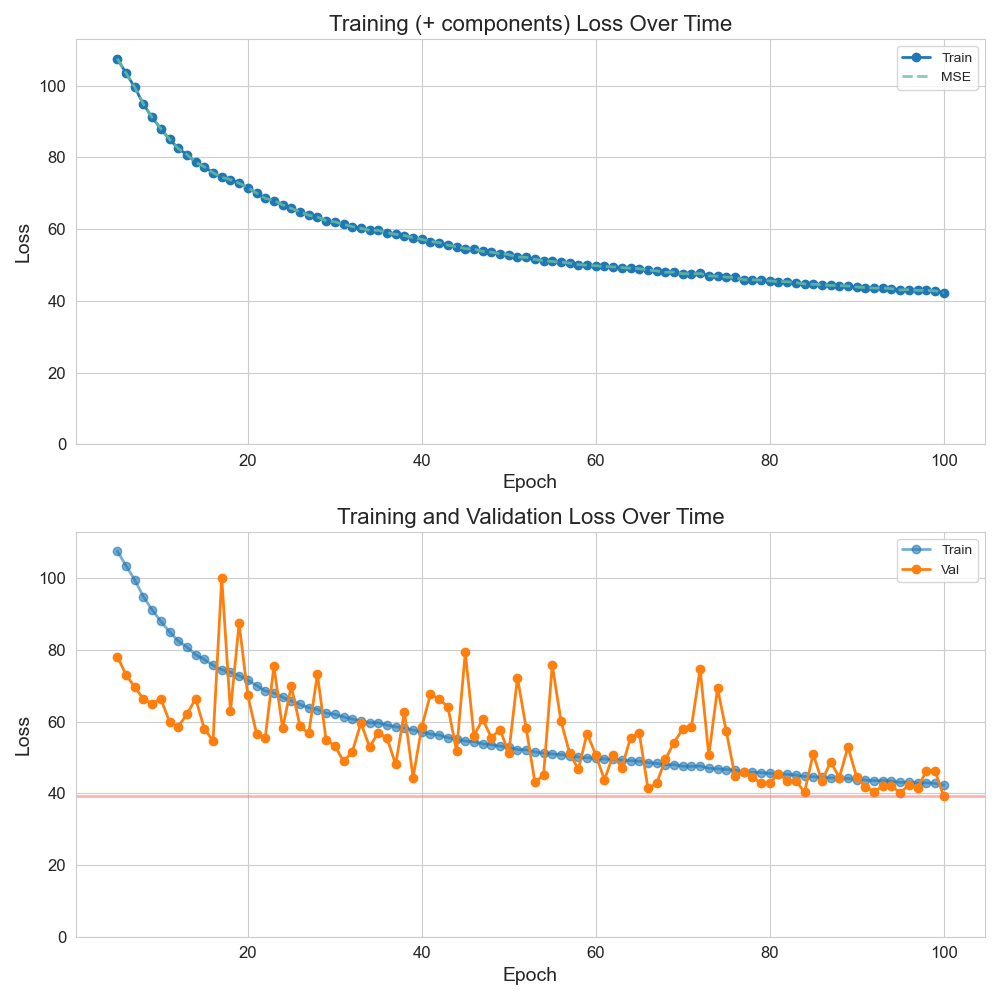 Training (+ components) Loss Over Time
Train
MSE
100
80
60
40
20
0
Loss
20 40 60 80 100
Epoch
Training and Validation Loss Over Time
Train
Val
100
80
60
40
20
0
Loss
20 40 60 80 100
Epoch